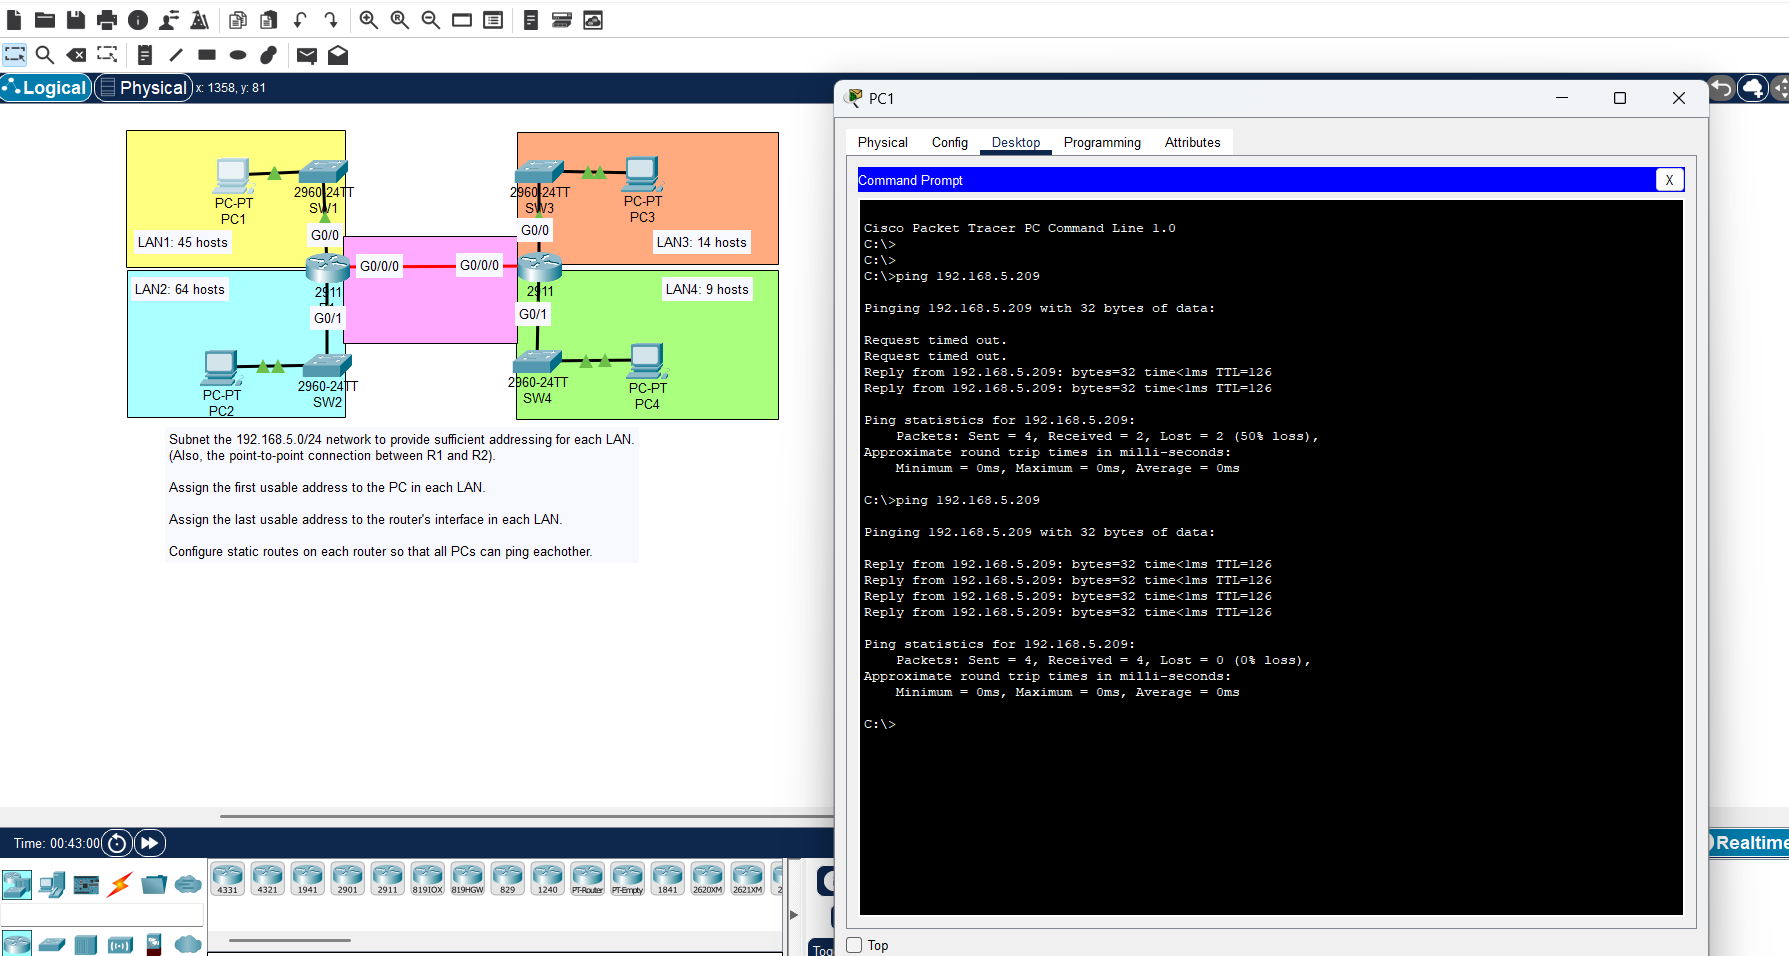 Logical
Physical
x: 1358, y: 81
PC-PT
PC1
2960-24TT
SW1
LAN1: 45 hosts
G0/0
2960-24TT
SW3
PC-PT
PC3
G0/0
LAN3: 14 hosts
G0/0/0
G0/0/0
LAN2: 64 hosts
2911
G0/1
2911
G0/1
LAN4: 9 hosts
PC-PT
PC2
2960-24TT
SW2
2960-24TT
SW4
PC-PT
PC4
Subnet the 192.168.5.0/24 network to provide sufficient addressing for each LAN.
(Also, the point-to-point connection between R1 and R2).
Assign the first usable address to the PC in each LAN.
Assign the last usable address to the router's interface in each LAN.
Configure static routes on each router so that all PCs can ping eachother.
PC1
Physical
Config
Desktop
Programming
Attributes
Command Prompt
X
Cisco Packet Tracer PC Command Line 1.0
C:\>
C:\>
C:\>ping 192.168.5.209
Pinging 192.168.5.209 with 32 bytes of data:
Request timed out.
Request timed out.
Reply from 192.168.5.209: bytes=32 time<1ms TTL=126
Reply from 192.168.5.209: bytes=32 time<1ms TTL=126
Ping statistics for 192.168.5.209:
Packets: Sent = 4, Received = 2, Lost = 2 (50% loss),
Approximate round trip times in milli-seconds:
Minimum = 0ms, Maximum = 0ms, Average = 0ms
C:\>ping 192.168.5.209
Pinging 192.168.5.209 with 32 bytes of data:
Reply from 192.168.5.209: bytes=32 time<1ms TTL=126
Reply from 192.168.5.209: bytes=32 time<1ms TTL=126
Reply from 192.168.5.209: bytes=32 time<1ms TTL=126
Reply from 192.168.5.209: bytes=32 time<1ms TTL=126
Ping statistics for 192.168.5.209:
Packets: Sent = 4, Received = 4, Lost = 0 (0% loss),
Approximate round trip times in milli-seconds:
Minimum = 0ms, Maximum = 0ms, Average = 0ms
C:\>
Top
Time: 00:43:00
Realtime
4331
4321
1941
2901
2911
819IOX
819HGW
829
1240
PT-Router
PT-Empty
1841
2620XM
2621XM